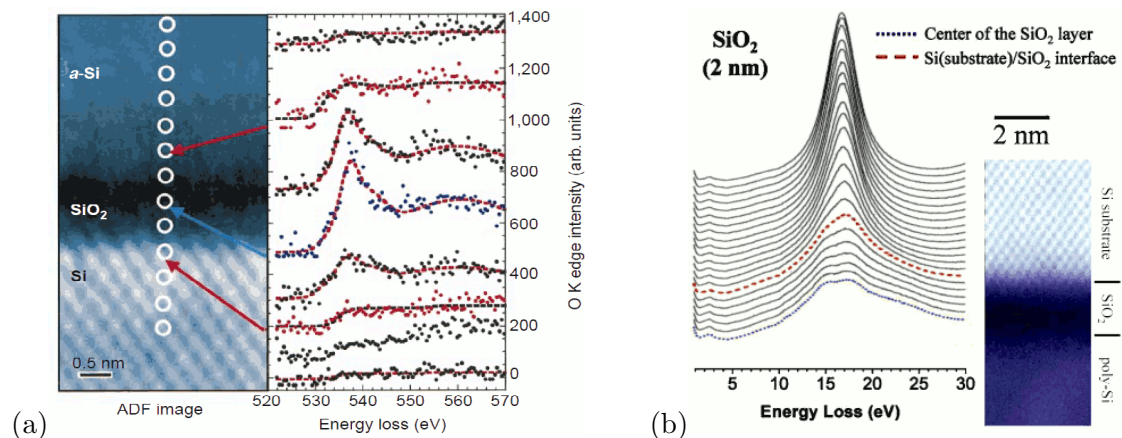 a-Si
SiO2
Si
0.5 nm
ADF image
1,400
1,200
1,000
800
600
400
200
0
O K edge intensity (arb. units)
520 530 540 550 560 570
Energy loss (eV)
(a)
SiO2
(2 nm)
Center of the SiO2 layer
Si(substrate)/SiO2 interface
2 nm
Si substrate
SiO2
poly-Si
5 10 15 20 25 30
Energy Loss (eV)
(b)